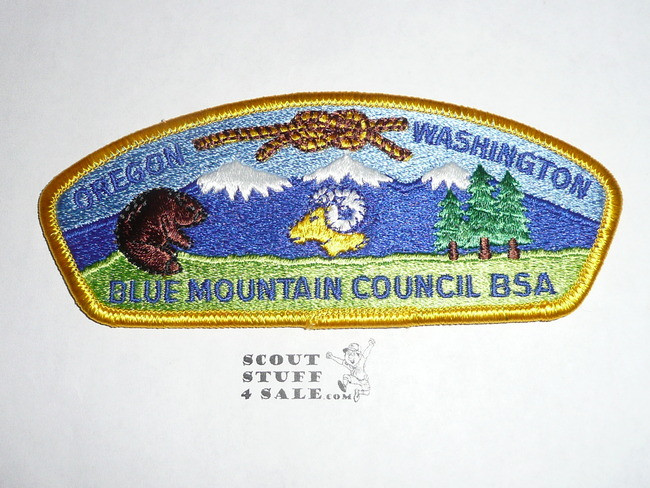 OREGON
WASHINGTON
BLUE MOUNTAIN COUNCIL BSA
SCOUT
STUFF
4 SALE.COM